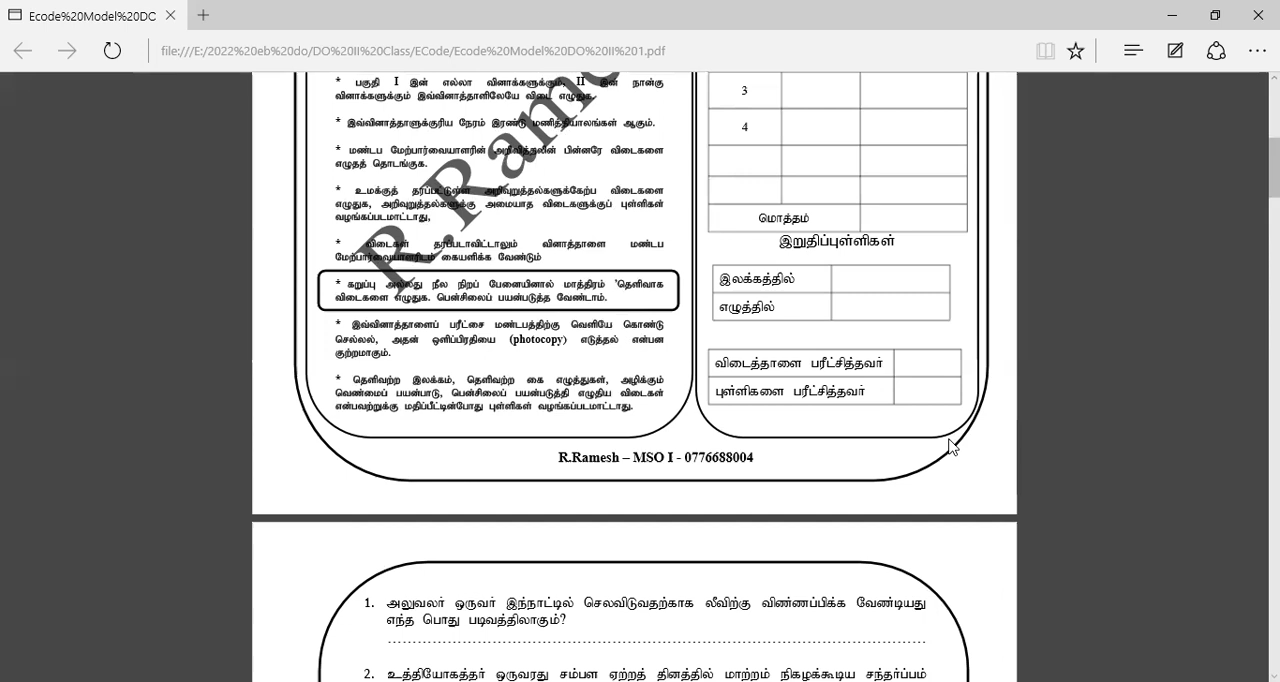 Ecode%20Model%20DC
file:///E:/2022%20eb%20do/DO%20II%20Class/ECode/Ecode%20Model%20DO%20II%201.pdf
* பகுதி I இன் எல்லா வினாக்களுக்கும், II இன் நான்கு
வினாக்களுக்கும் இவ்வினாத்தாளிலேயே விடை எழுதுக.
* இவ்வினாத்தாளுக்குரிய நேரம் இரண்டு மணித்தியாலங்கள் ஆகும்.
* மண்டப மேற்பார்வையாளரின் அறிவித்தலின் பின்னரே விடைகளை
எழுதத் தொடங்குக.
* உமக்குத் தரப்பட்டுள்ள அறிவுறுத்தல்களுக்கேற்ப விடைகளை
எழுதுக, அறிவுறுத்தல்களுக்கு அமையாத விடைகளுக்குப் புள்ளிகள்
வழங்கப்படமாட்டாது,
* விடைகள் தரப்படாவிட்டாலும் வினாத்தாளை மண்டப
மேற்பார்வையாளரிடம் கையளிக்க வேண்டும்
* கறுப்பு அல்லது நீல நிறப் பேனையினால் மாத்திரம் 'தெளிவாக
விடைகளை எழுதுக. பென்சிலைப் பயன்படுத்த வேண்டாம்.
* இவ்வினாத்தாளைப் பரீட்சை மண்டபத்திற்கு வெளியே கொண்டு
செல்லல், அதன் ஒளிப்பிரதியை (photocopy) எடுத்தல் என்பன
குற்றமாகும்.
* தெளிவற்ற இலக்கம், தெளிவற்ற கை எழுத்துகள், அழிக்கும்
வெண்மைப் பயன்பாடு, பென்சிலைப் பயன்படுத்தி எழுதிய விடைகள்
என்பவற்றுக்கு மதிப்பீட்டின்போது புள்ளிகள் வழங்கப்படமாட்டாது.
R.Rame
3
4
மொத்தம்
இறுதிப்புள்ளிகள்
இலக்கத்தில்
எழுத்தில்
விடைத்தாளை பரீட்சித்தவர்
புள்ளிகளை பரீட்சித்தவர்
R.Ramesh – MSO I - 0776688004
1. அலுவலர் ஒருவர் இந்நாட்டில் செலவிடுவதற்காக லீவிற்கு விண்ணப்பிக்க வேண்டியது
எந்த பொது படிவத்திலாகும்?
2. உத்தியோகத்தர் ஒருவரது சம்பள ஏற்றத் தினத்தில் மாற்றம் நிகழக்கூடிய சந்தர்ப்பம்